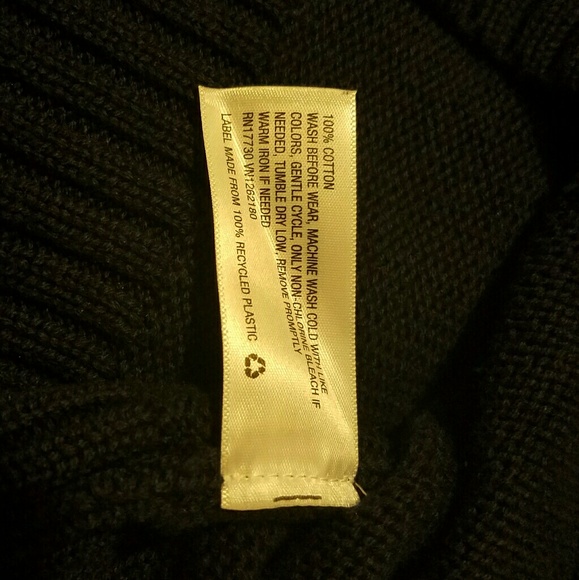 100% COTTON
WASH BEFORE WEAR, MACHINE WASH COLD WITH LIKE
COLORS, GENTLE CYCLE, ONLY NON-CHLORINE BLEACH IF
NEEDED, TUMBLE DRY LOW, REMOVE PROMPTLY
WARM IRON IF NEEDED
RN17730 VN1262180
LABEL MADE FROM 100% RECYCLED PLASTIC